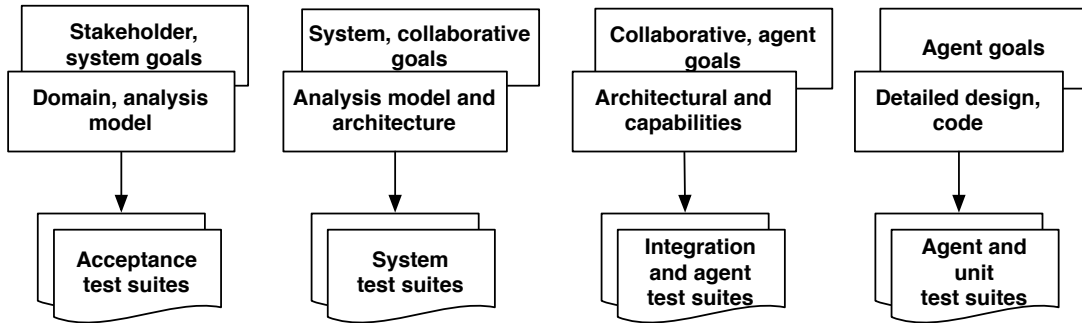 Stakeholder,
system goals
Domain, analysis
model
Acceptance
test suites
System, collaborative
goals
Analysis model and
architecture
System
test suites
Collaborative, agent
goals
Architectural and
capabilities
Integration
and agent
test suites
Agent goals
Detailed design,
code
Agent and
unit
test suites